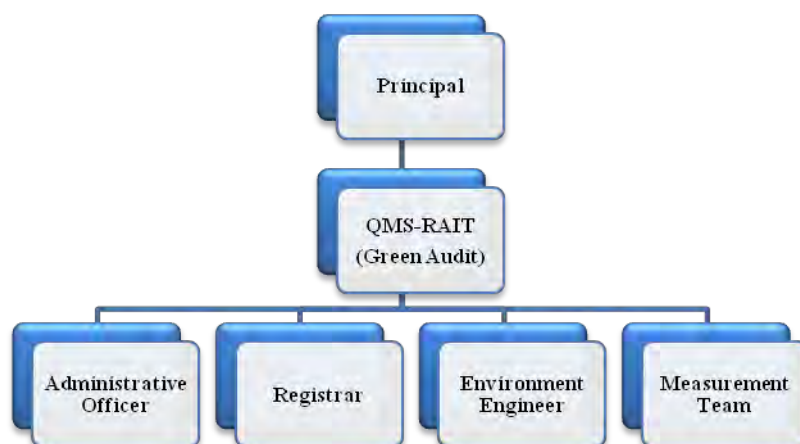 Principal
QMS-RAIT
(Green Audit)
Administrative
Officer
Registrar
Environment
Engineer
Measurement
Team